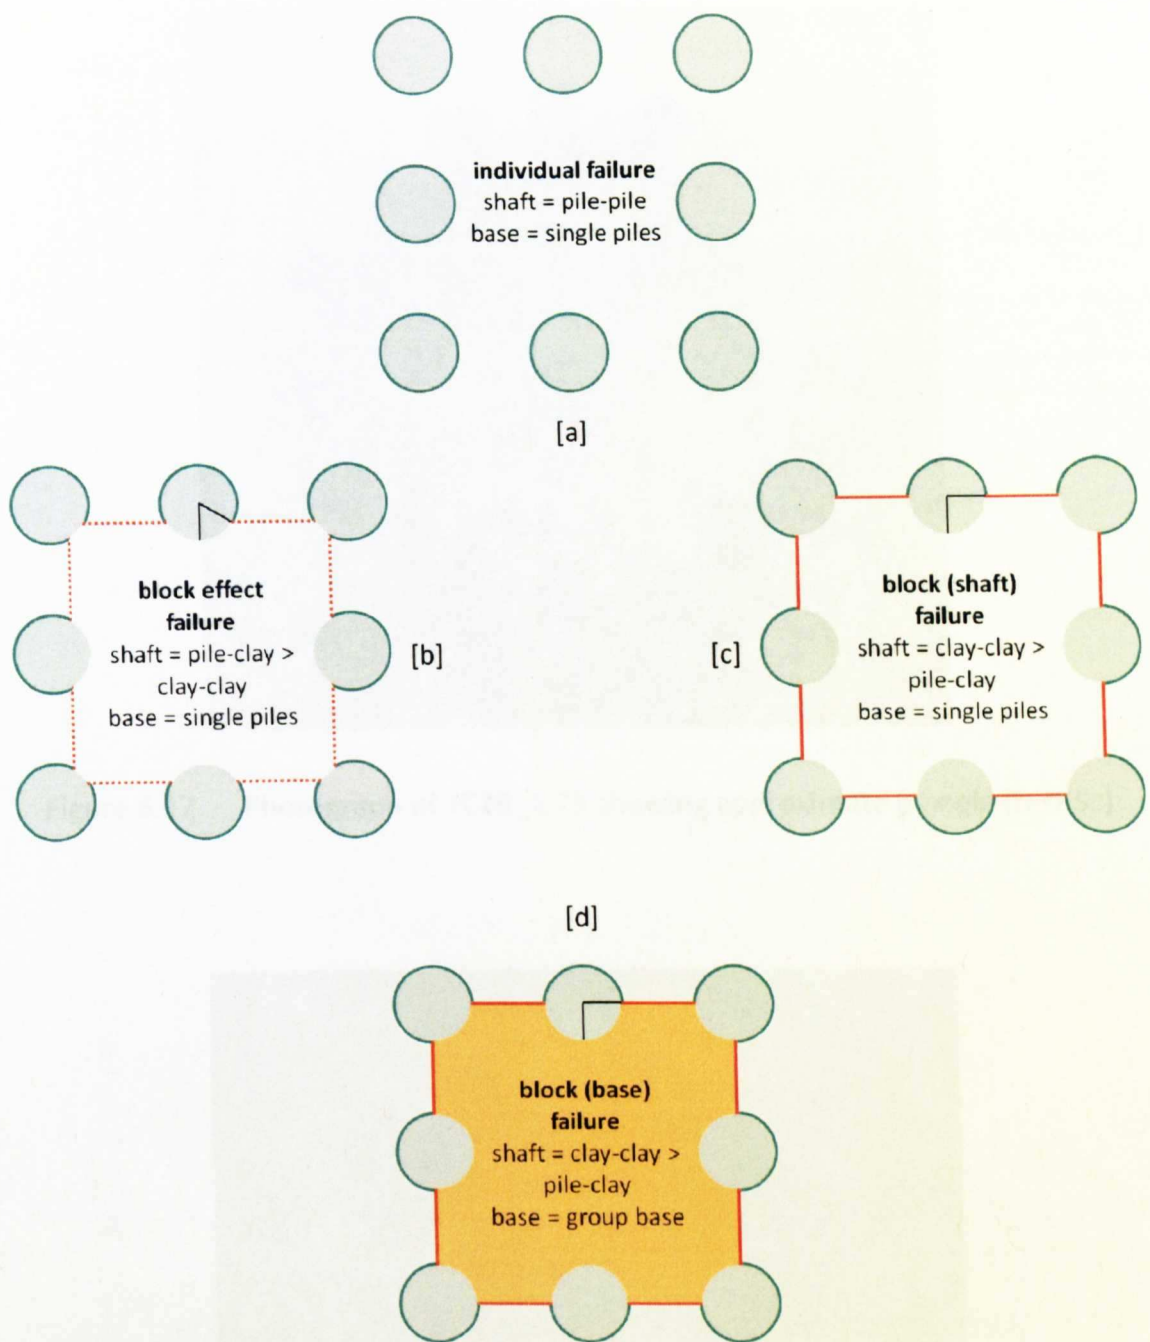 individual failure
shaft = pile-pile
base = single piles
[a]
block effect
failure
shaft = pile-clay >
clay-clay
base = single piles
[b]
[c]
block (shaft)
failure
shaft = clay-clay >
pile-clay
base = single piles
[d]
block (base)
failure
shaft = clay-clay >
pile-clay
base = group base